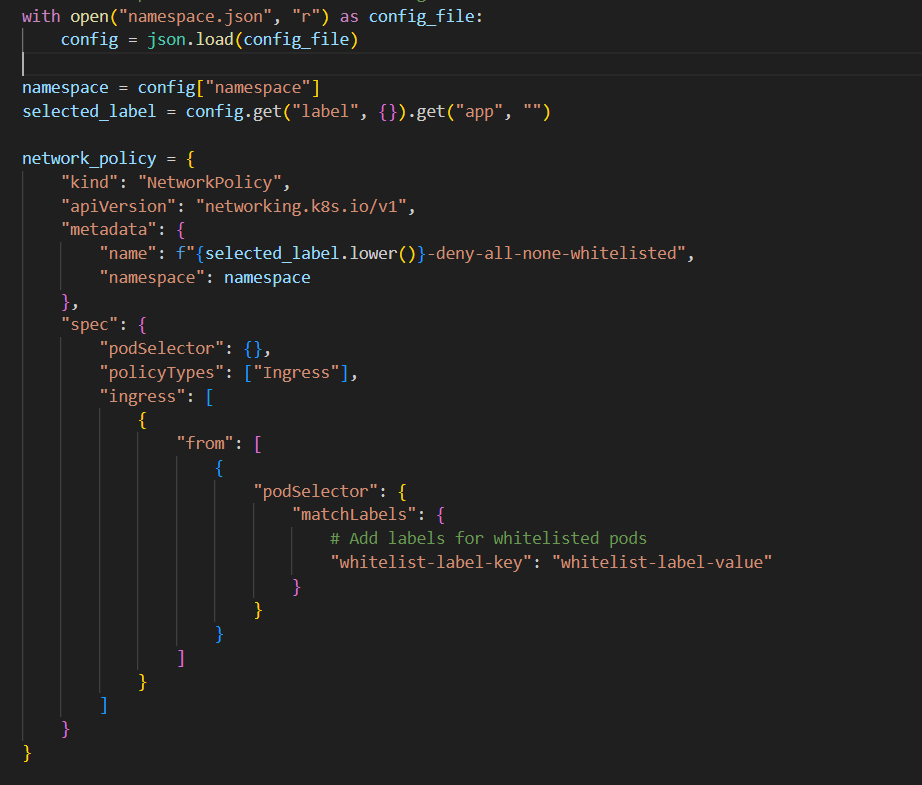 with open("namespace.json", "r") as config_file:
    config = json.load(config_file)

namespace = config["namespace"]
selected_label = config.get("label", {}).get("app", "")

network_policy = {
    "kind": "NetworkPolicy",
    "apiVersion": "networking.k8s.io/v1",
    "metadata": {
        "name": f"{selected_label.lower()}-deny-all-none-whitelisted",
        "namespace": namespace
    },
    "spec": {
        "podSelector": {},
        "policyTypes": ["Ingress"],
        "ingress": [
            {
                "from": [
                    {
                        "podSelector": {
                            "matchLabels": {
                                # Add labels for whitelisted pods
                                "whitelist-label-key": "whitelist-label-value"
                            }
                        }
                    }
                ]
            }
        ]
    }
}